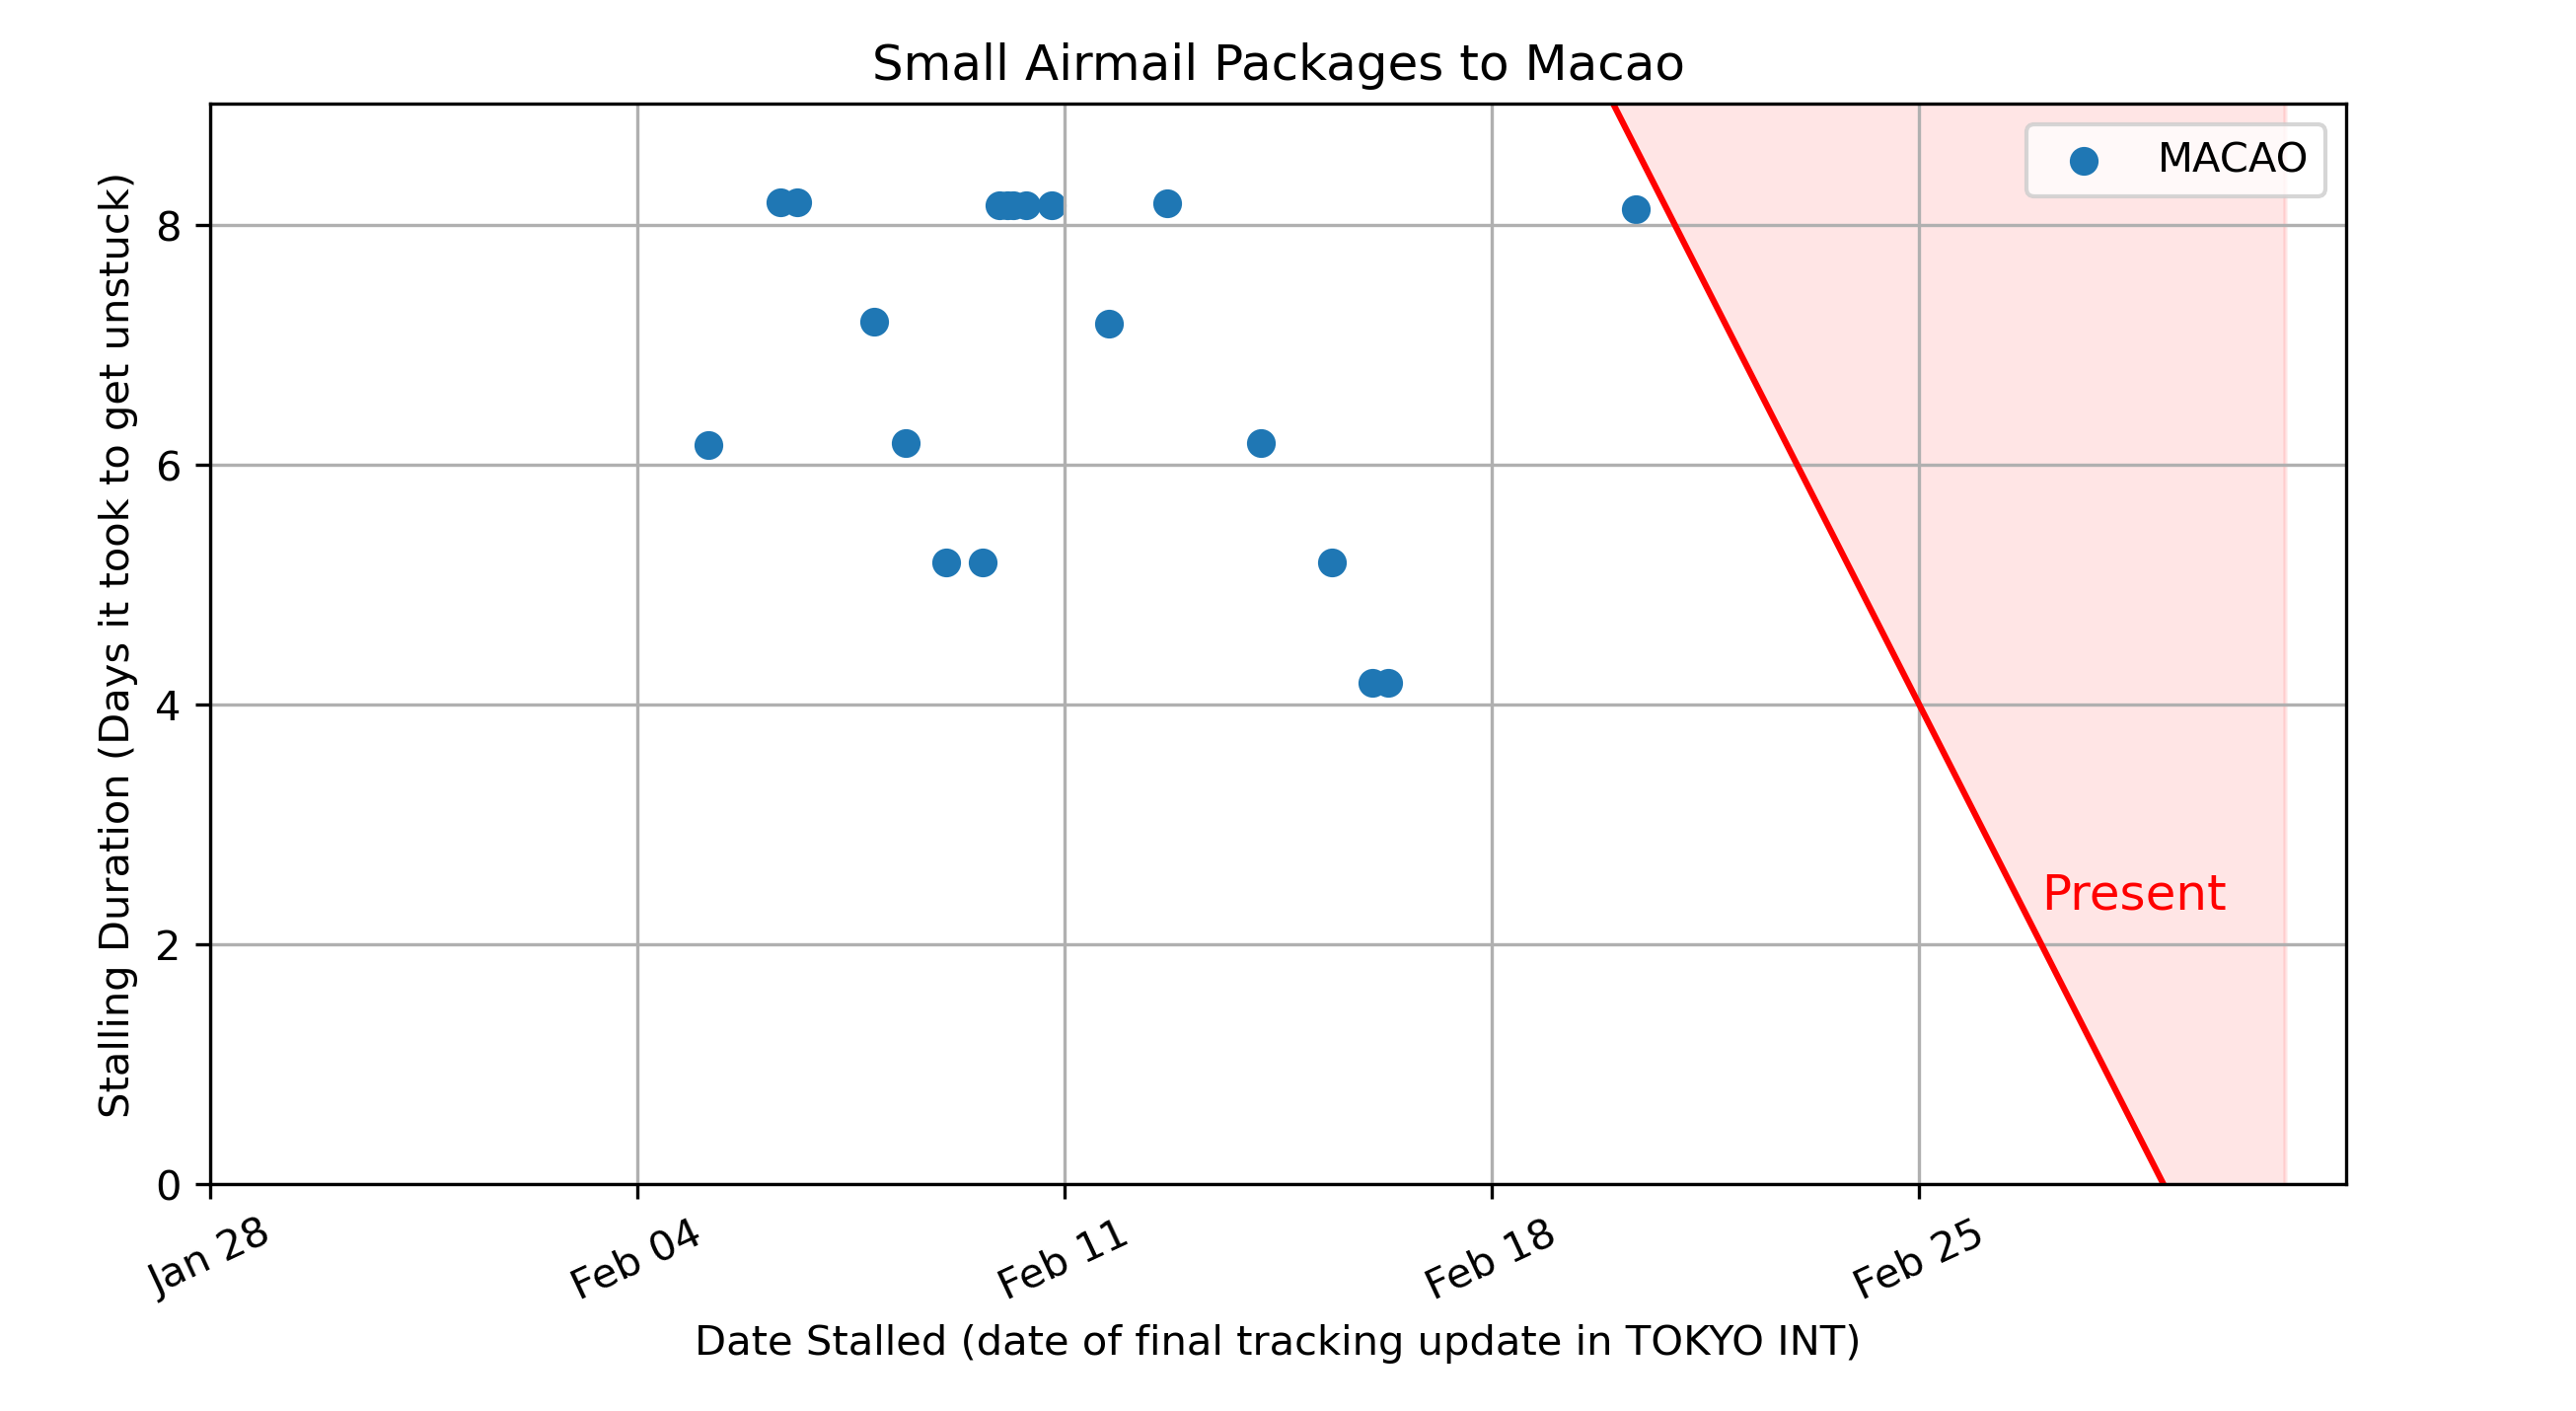 Small Airmail Packages to Macao
MACAO
Stalling Duration (Days it took to get unstuck)
8
6
4
2
0
Present
Jan 28
Feb 04
Feb 11
Feb 18
Feb 25
Date Stalled (date of final tracking update in TOKYO INT)